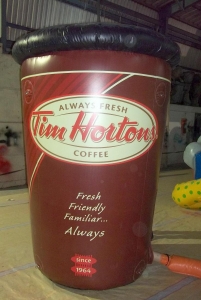 ALWAYS FRESH
Tim Hortons
COFFEE
Fresh
Friendly
Familiar...
Always
since
1964